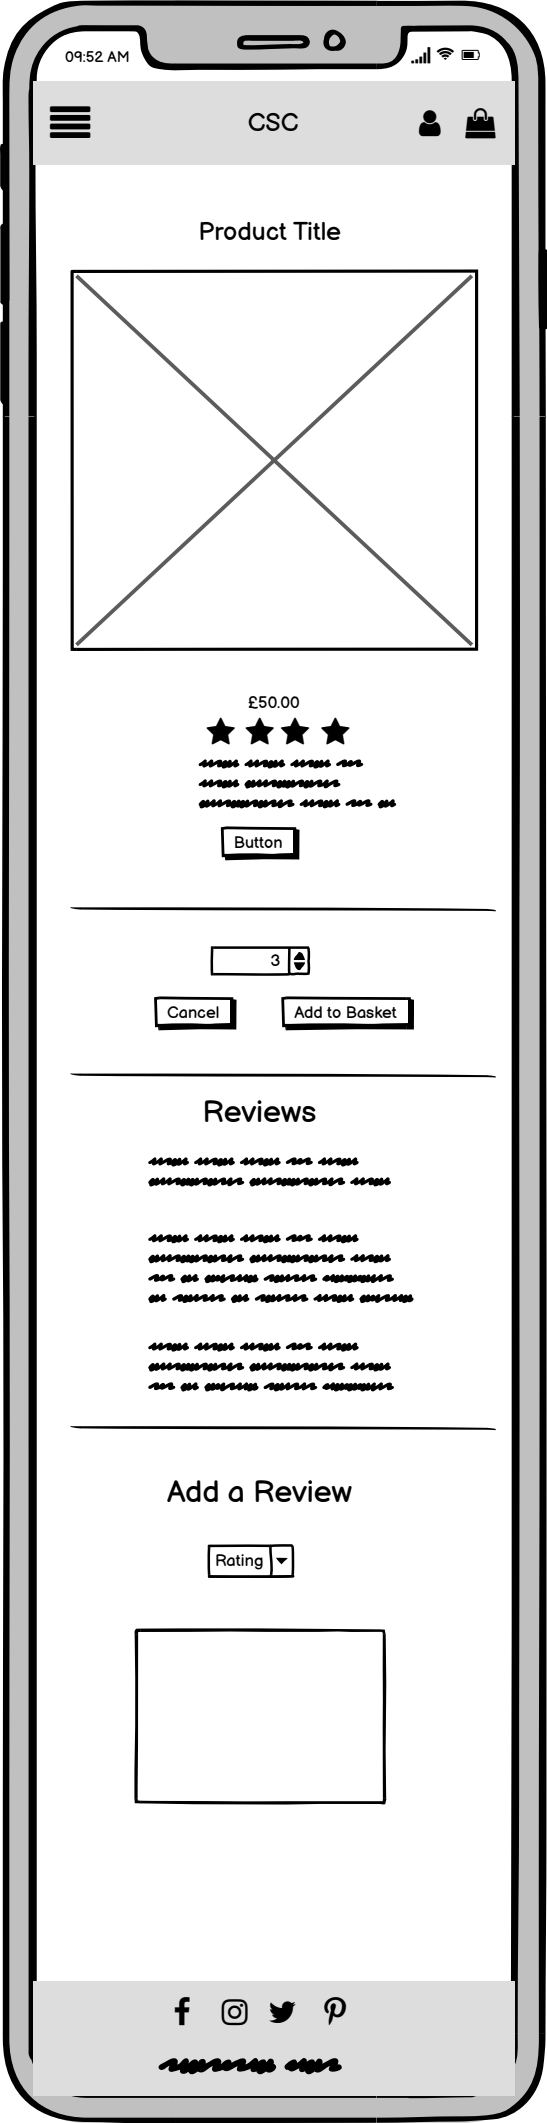 09:52 AM
CSC
Product Title
£50.00
Button
3
Cancel Add to Basket
Reviews
Add a Review
Rating